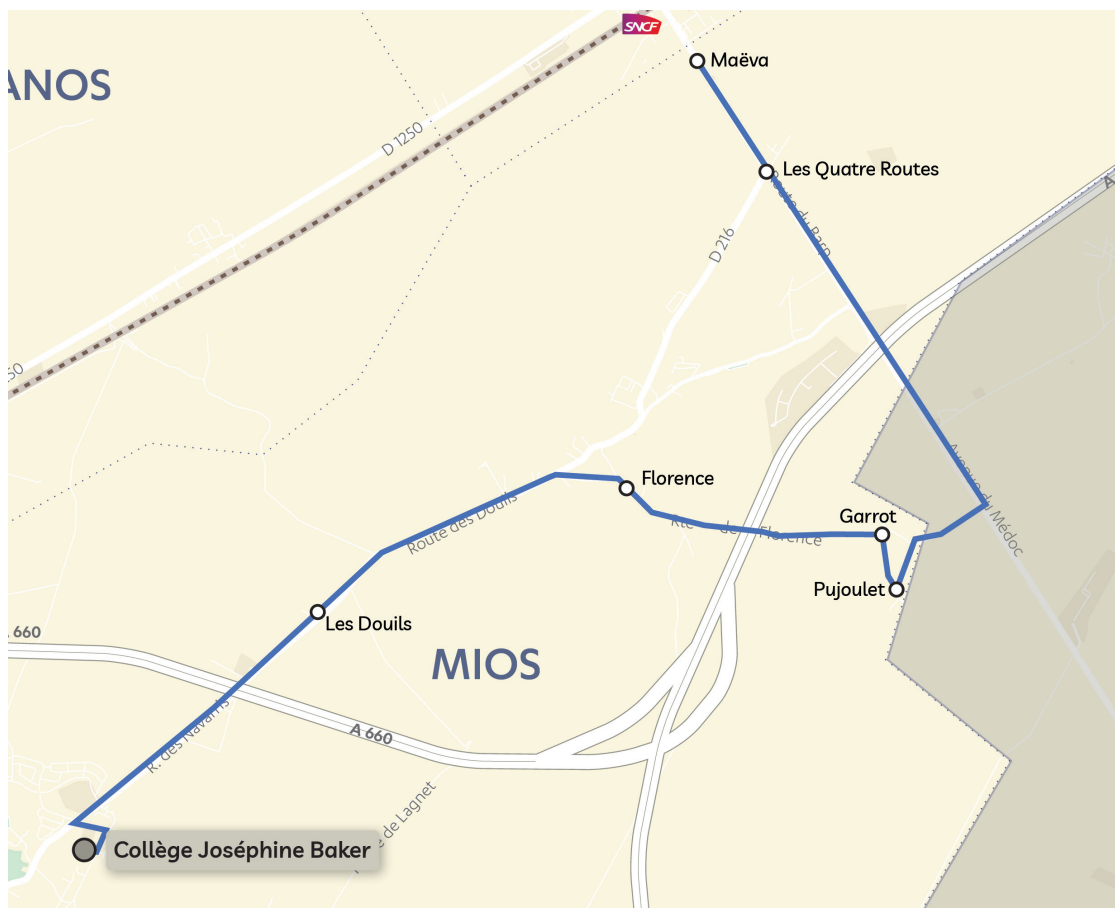 SNCF
Maëva
ANOS
D 1250
Les Quatre Routes
Route du Barp
A
D 216
50
Florence
Avenue du Médoc
Route des Douils
Garrot
Rte de Florence
Pujoulet
Les Douils
A 660
MIOS
R. des Navarris
A 660
de Lagnet
Collège Joséphine Baker